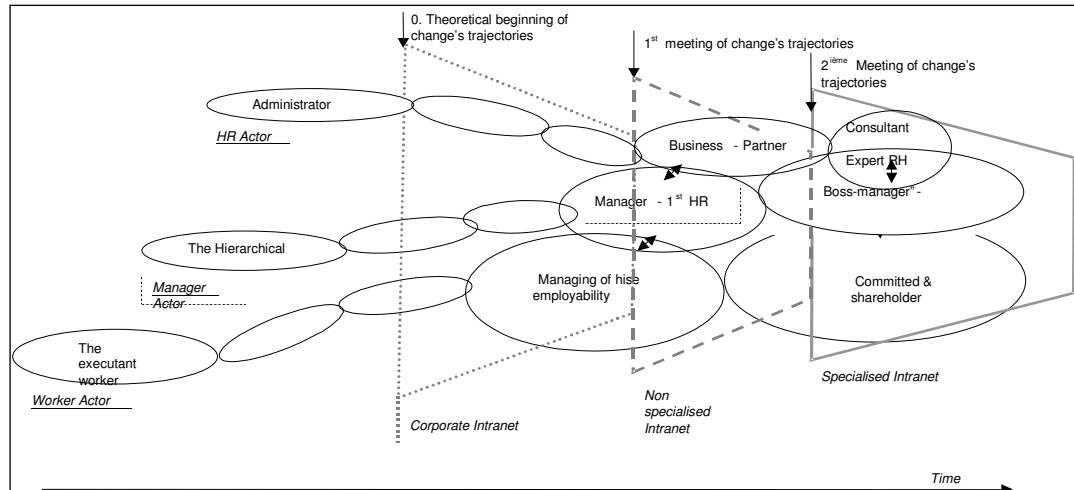 0. Theoretical beginning of
change's trajectories
1st meeting of change's trajectories
2ième Meeting of change's
trajectories
Administrator
HR Actor
Business - Partner
Consultant
Expert RH
Boss-manager" -
Manager - 1st HR
The Hierarchical
Manager
Actor
Managing of hise
employability
Committed &
shareholder
The
executant
worker
Worker Actor
Corporate Intranet
Non
specialised
Intranet
Specialised Intranet
Time